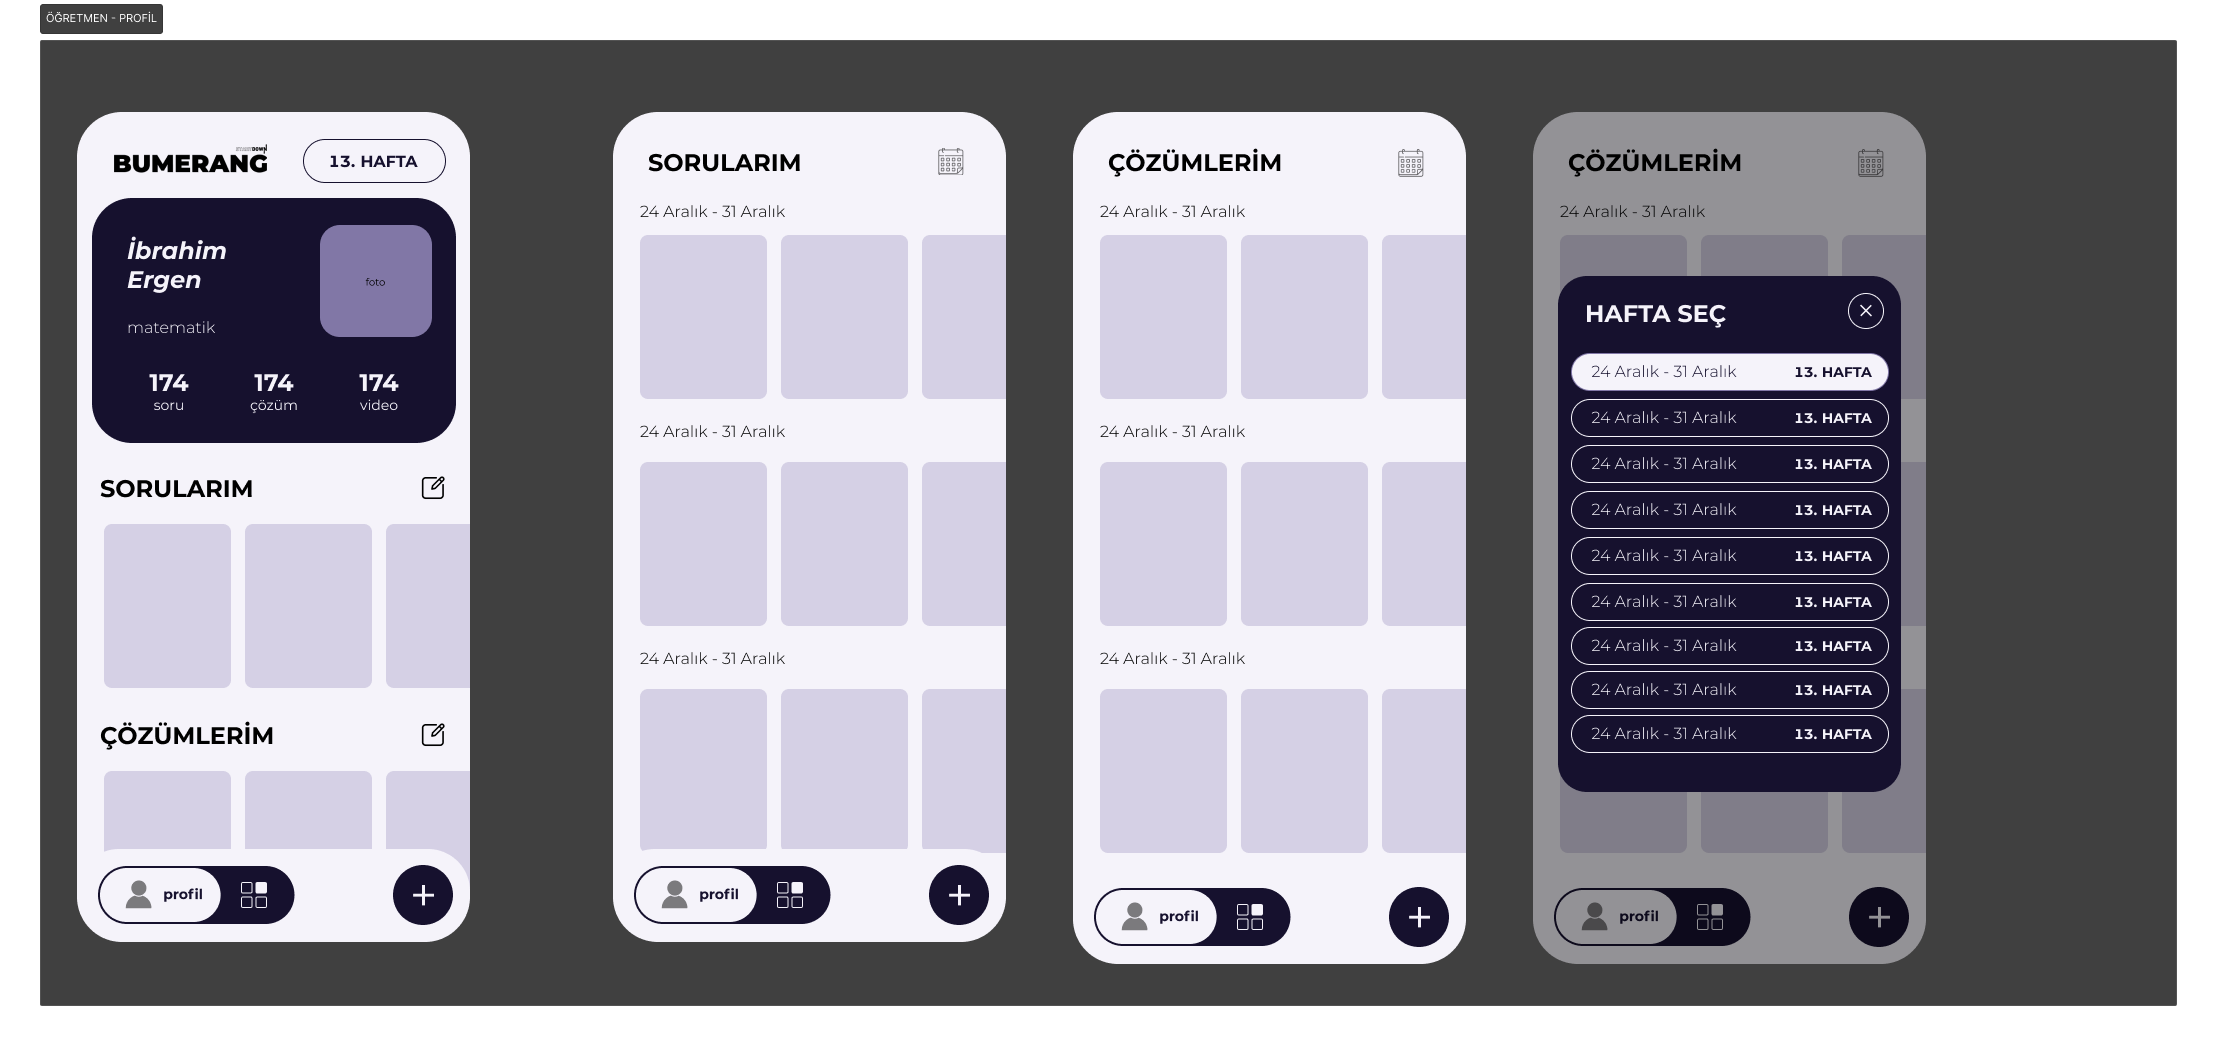 ÖĞRETMEN - PROFİL
BUMERANG
13. HAFTA
İbrahim
Ergen
foto
matematik
174
174
174
soru
çözüm
video
SORULARIM
ÇÖZÜMLERİM
profil
SORULARIM
24 Aralık - 31 Aralık
24 Aralık - 31 Aralık
24 Aralık - 31 Aralık
profil
ÇÖZÜMLERİM
24 Aralık - 31 Aralık
24 Aralık - 31 Aralık
24 Aralık - 31 Aralık
profil
ÇÖZÜMLERİM
24 Aralık - 31 Aralık
HAFTA SEÇ
24 Aralık - 31 Aralık 13. HAFTA
24 Aralık - 31 Aralık 13. HAFTA
24 Aralık - 31 Aralık 13. HAFTA
24 Aralık - 31 Aralık 13. HAFTA
24 Aralık - 31 Aralık 13. HAFTA
24 Aralık - 31 Aralık 13. HAFTA
24 Aralık - 31 Aralık 13. HAFTA
24 Aralık - 31 Aralık 13. HAFTA
24 Aralık - 31 Aralık 13. HAFTA
profil